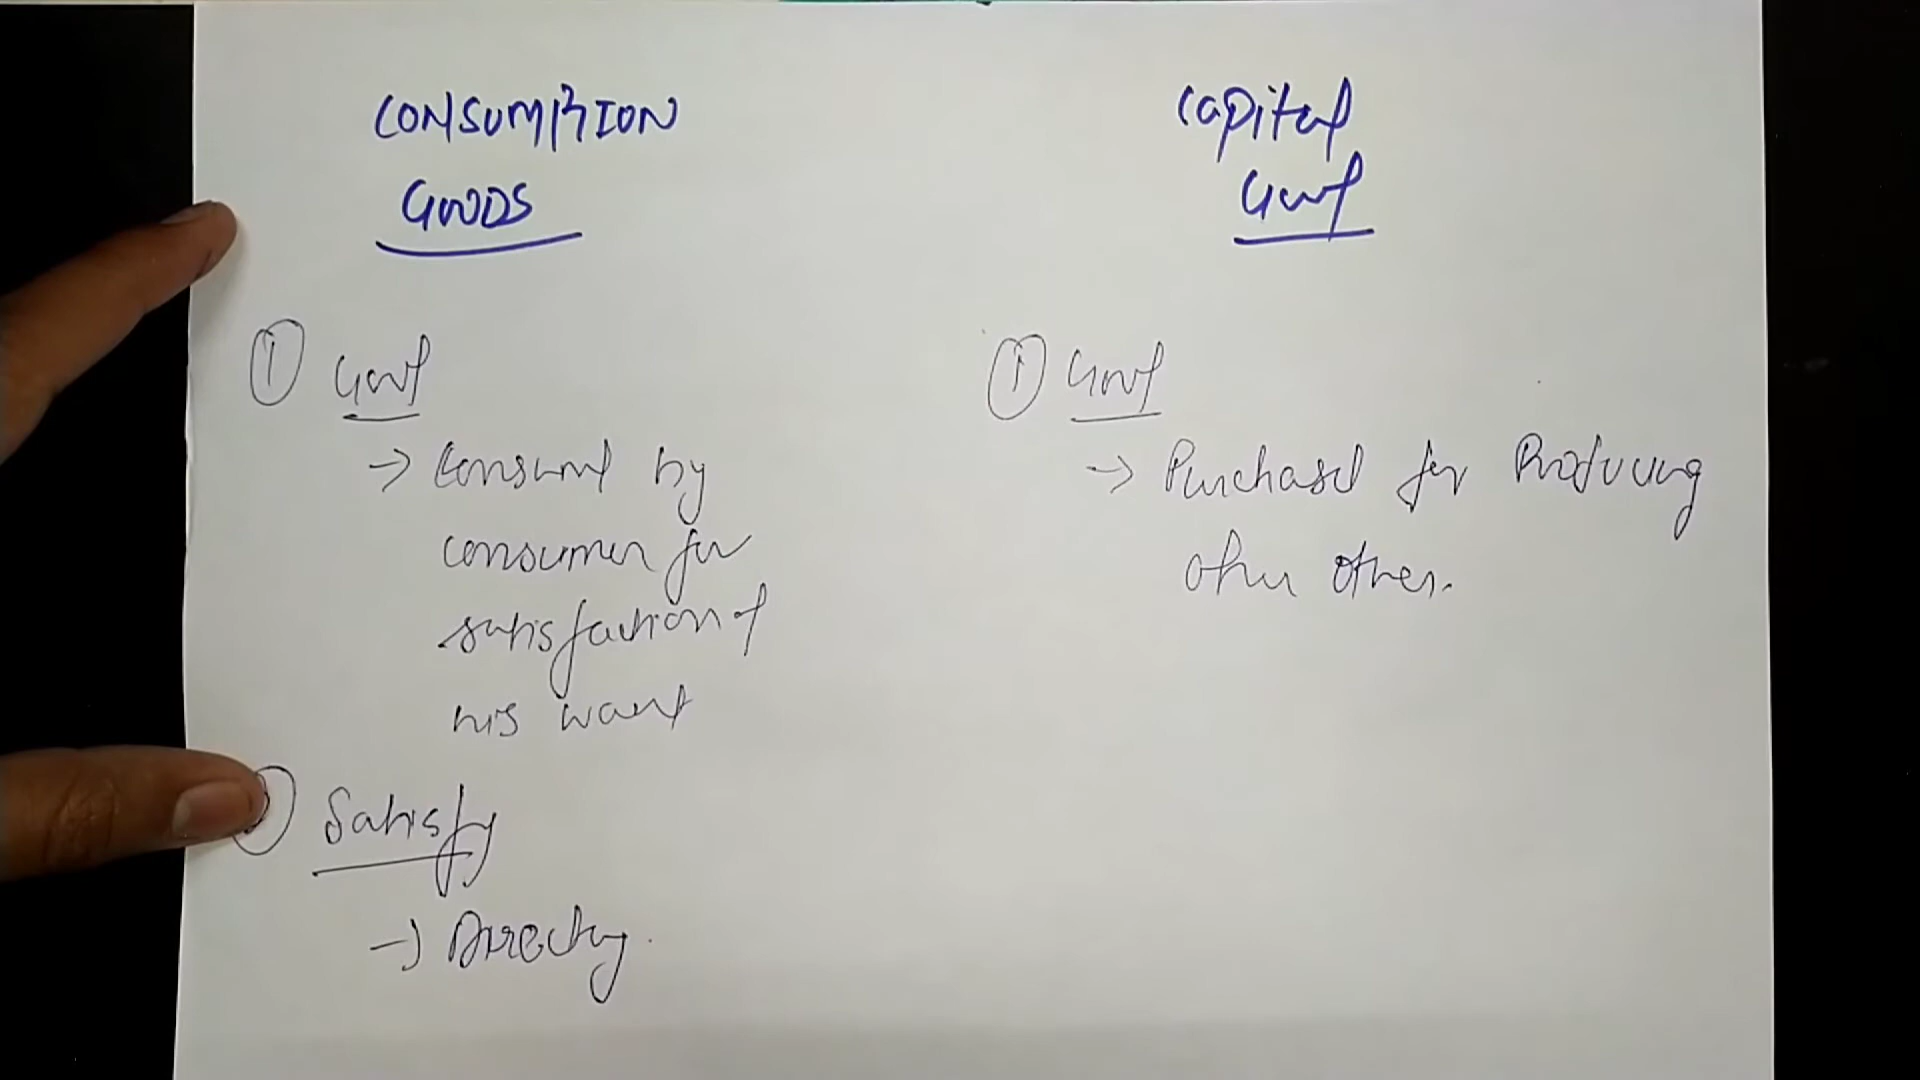 CONSUMPTION
GOODS
① Good
→ Consumed by
consumer for
satisfaction of
his want
② Satisfy
→ Directly.
Capital
Good
① Good
→ Purchased for Producing
other other.